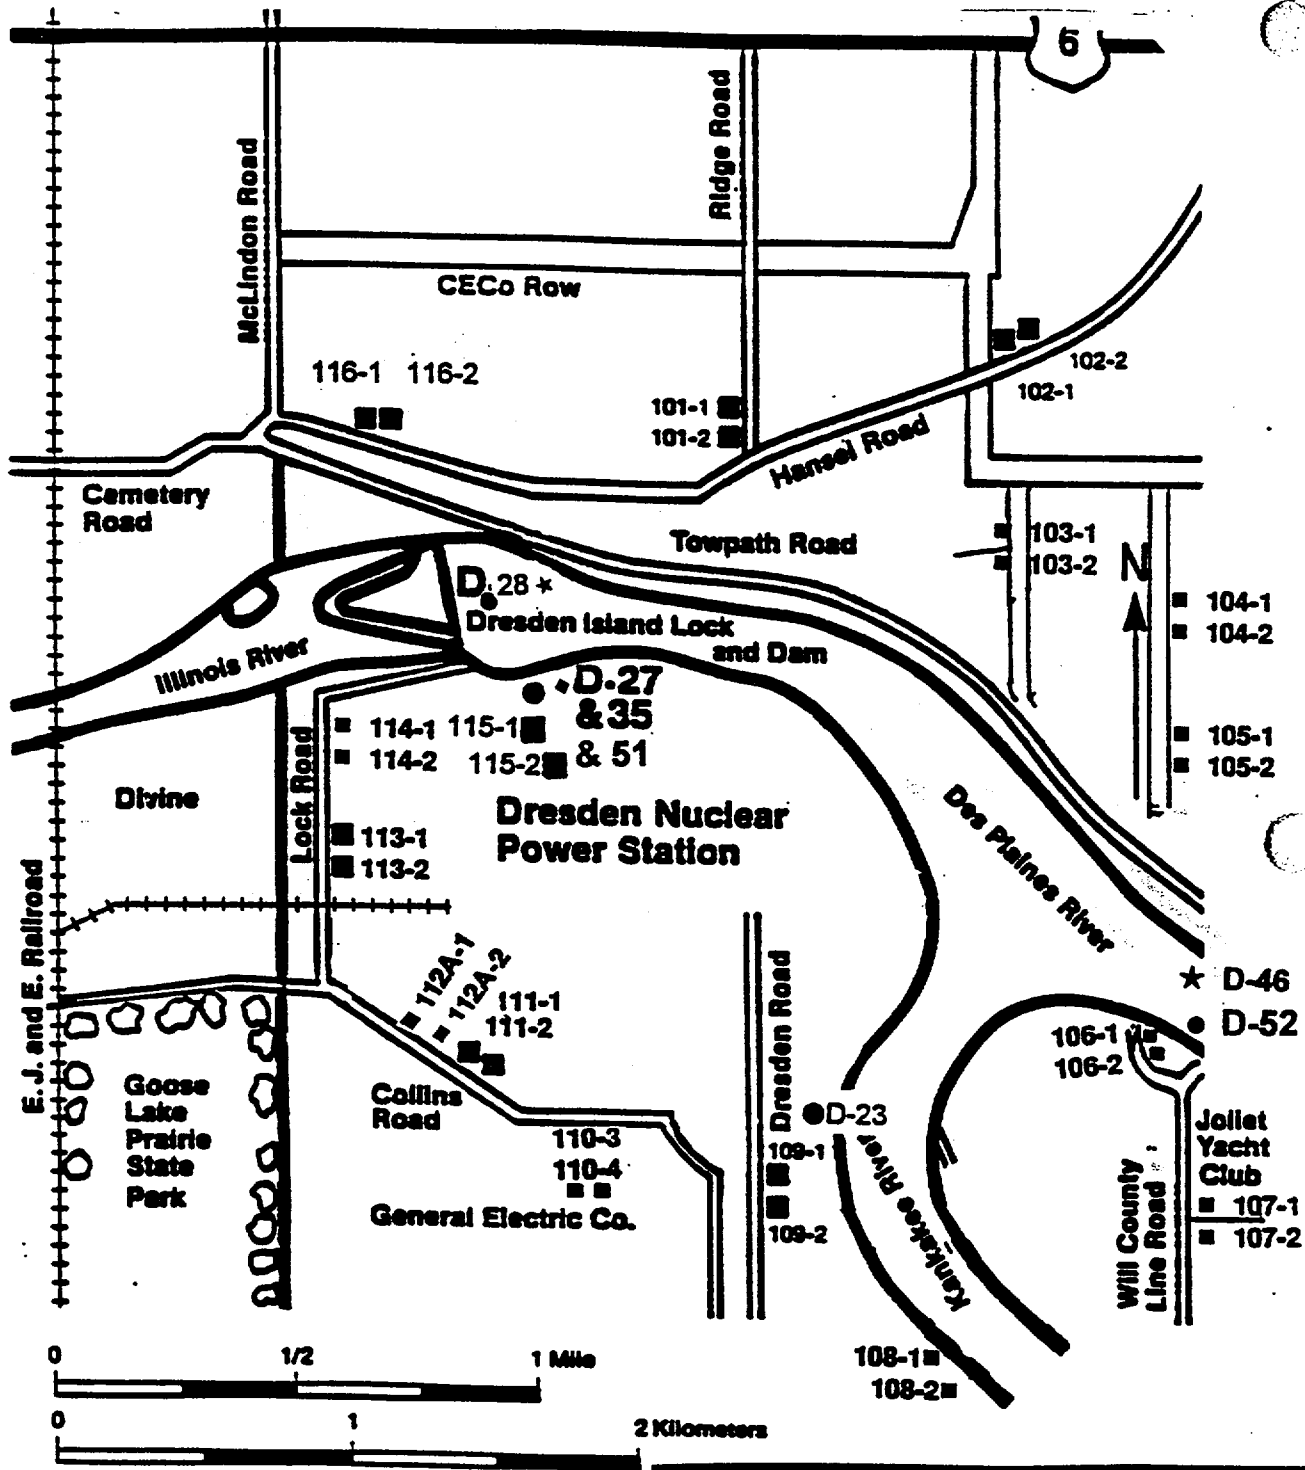 6
McLindon Road
Ridge Road
CECo Row
116-1 116-2
102-2
102-1
101-1
101-2
Hansel Road
Cemetery
Road
Towpath Road
103-1
103-2
N
D-28
104-1
104-2
Dresden Island Lock
and Dam
Illinois River
D-27
& 35
& 51
114-1
114-2
115-1
115-2
105-1
105-2
Divine
Lock Road
Dresden Nuclear
Power Station
113-1
113-2
Des Plaines River
E.J. and E. Railroad
112A-1
112A-2
111-1
111-2
Dresden Road
D-46
D-52
106-1
106-2
Goose
Lake
Prairie
State
Park
Collins
Road
D-23
110-3
110-4
109-1
109-2
Kankakee River
Joliet
Yacht
Club
Will County
Line Road
107-1
107-2
General Electric Co.
108-1
108-2
0 1/2 1 Mile
0 1 2 Kilometers